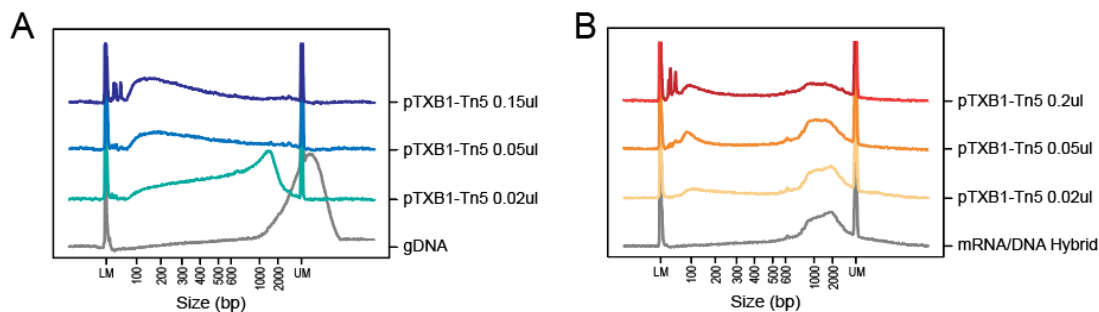 A
pTXB1-Tn5 0.15ul
pTXB1-Tn5 0.05ul
pTXB1-Tn5 0.02ul
gDNA
LM 100 200 300 400 500 600 1000 2000 UM
Size (bp)
B
pTXB1-Tn5 0.2ul
pTXB1-Tn5 0.05ul
pTXB1-Tn5 0.02ul
mRNA/DNA Hybrid
LM 100 200 300 400 500 600 1000 2000 UM
Size (bp)